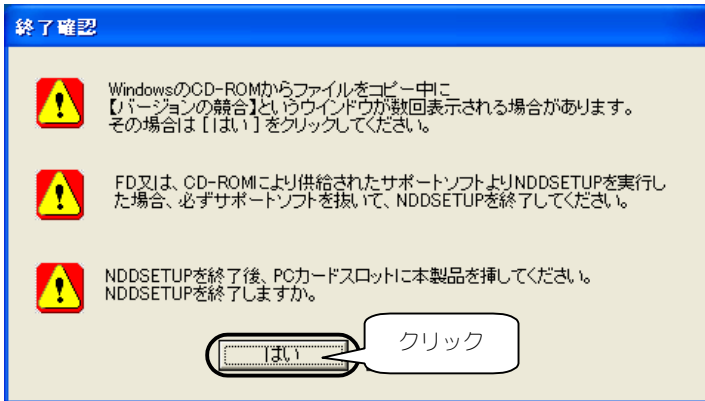 終了確認
WindowsのCD-ROMからファイルをコピー中に
【バージョンの競合】というウインドウが数回表示される場合があります。
その場合は [はい] をクリックしてください。
FD又は、CD-ROMにより供給されたサポートソフトよりNDDSETUPを実行し
た場合、必ずサポートソフトを抜いて、NDDSETUPを終了してください。
NDDSETUPを終了後、PCカードスロットに本製品を挿してください。
NDDSETUPを終了しますか。
はい
クリック